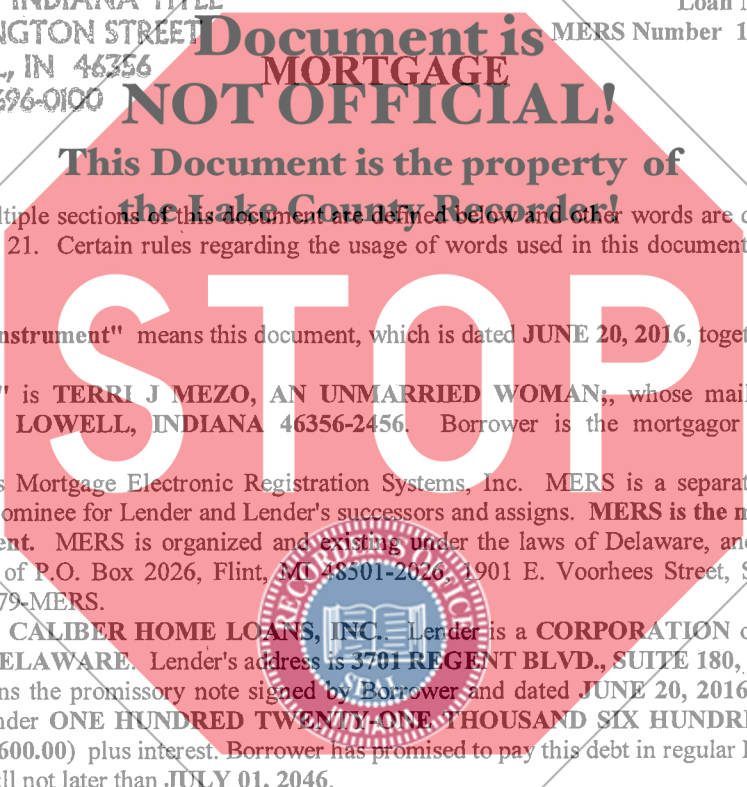 INDIANA TITLE
Loan
NGTON STREET
Document is
MERS Number 1
L, IN 46356
MORTGAGE
696-0100
NOT OFFICIAL!
This Document is the property of
the Lake County Recorder!
ltiple sections of this document are defined below and other words are
21. Certain rules regarding the usage of words used in this document
STOP
nstrument" means this document, which is dated JUNE 20, 2016, toget
" is TERRI J MEZO, AN UNMARRIED WOMAN;, whose mail
LOWELL, INDIANA 46356-2456. Borrower is the mortgagor
s Mortgage Electronic Registration Systems, Inc. MERS is a separat
ominee for Lender and Lender's successors and assigns. MERS is the m
ent. MERS is organized and existing under the laws of Delaware, and
of P.O. Box 2026, Flint, MI 48501-2026, 1901 E. Voorhees Street, S
79-MERS.
CALIBER HOME LOANS, INC.. Lender is a CORPORATION
ELAWARE. Lender's address is 3701 REGENT BLVD., SUITE 180,
ns the promissory note signed by Borrower and dated JUNE 20, 2016
nder ONE HUNDRED TWENTY-ONE THOUSAND SIX HUNDRE
600.00) plus interest. Borrower has promised to pay this debt in regular
ll not later than JULY 01, 2046.
RECORDER'S OFFICE
SEAL
INDIANA